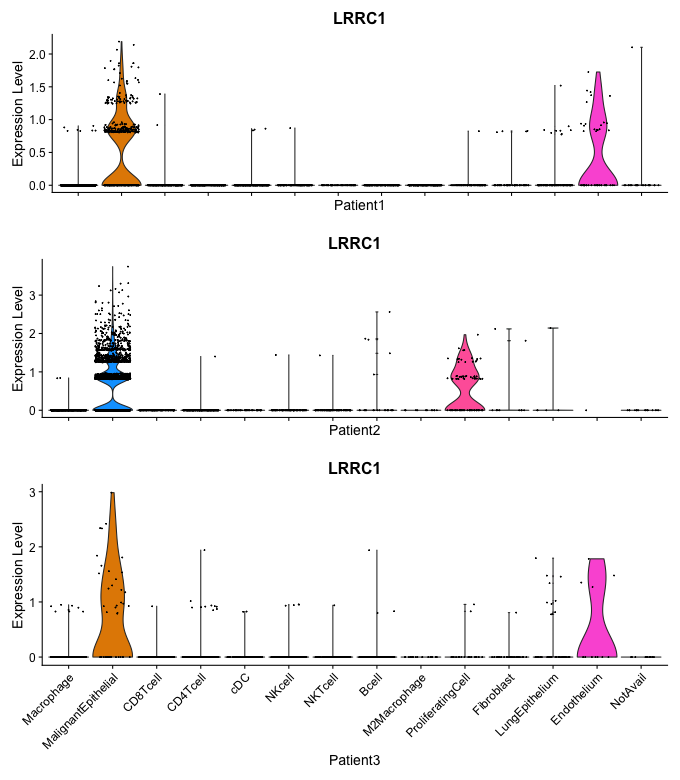 LRRC1
Expression Level
2.0
1.5
1.0
0.5
0.0
Patient1
LRRC1
Expression Level
3
2
1
0
Patient2
LRRC1
Expression Level
3
2
1
0
Macrophage
MalignantEpithelial
CD8Tcell
CD4Tcell
cDC
NKcell
NKTcell
Bcell
M2Macrophage
ProliferatingCell
Fibroblast
LungEpithelium
Endothelium
NotAvail
Patient3